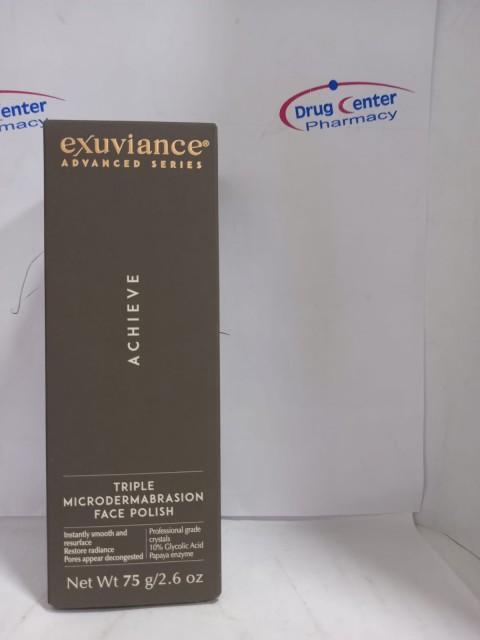 enter
macy
Drug Center
Pharmacy
exuviance®
ADVANCED SERIES
ACHIEVE
TRIPLE
MICRODERMABRASION
FACE POLISH
Instantly smooth and
resurface
Restore radiance
Pores appear decongested
Professional grade
crystals
10% Glycolic Acid
Papaya enzyme
Net Wt 75 g/2.6 oz